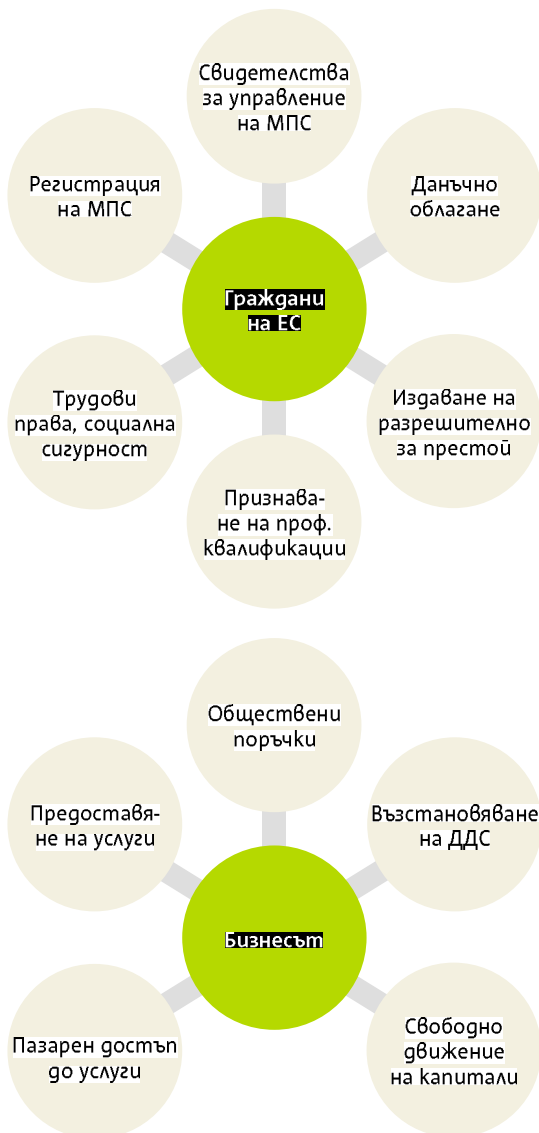 Свидетелства
за управление
на МПС
Регистрация
на МПС
Данъчно
облагане
Граждани
на ЕС
Трудови
права, социална
сигурност
Издаване на
разрешително
за престой
Признава-
не на проф.
квалификации
Обществени
поръчки
Предоставя-
не на услуги
Възстановяване
на ДДС
Бизнесът
Пазарен достъп
до услуги
Свободно
движение
на капитали